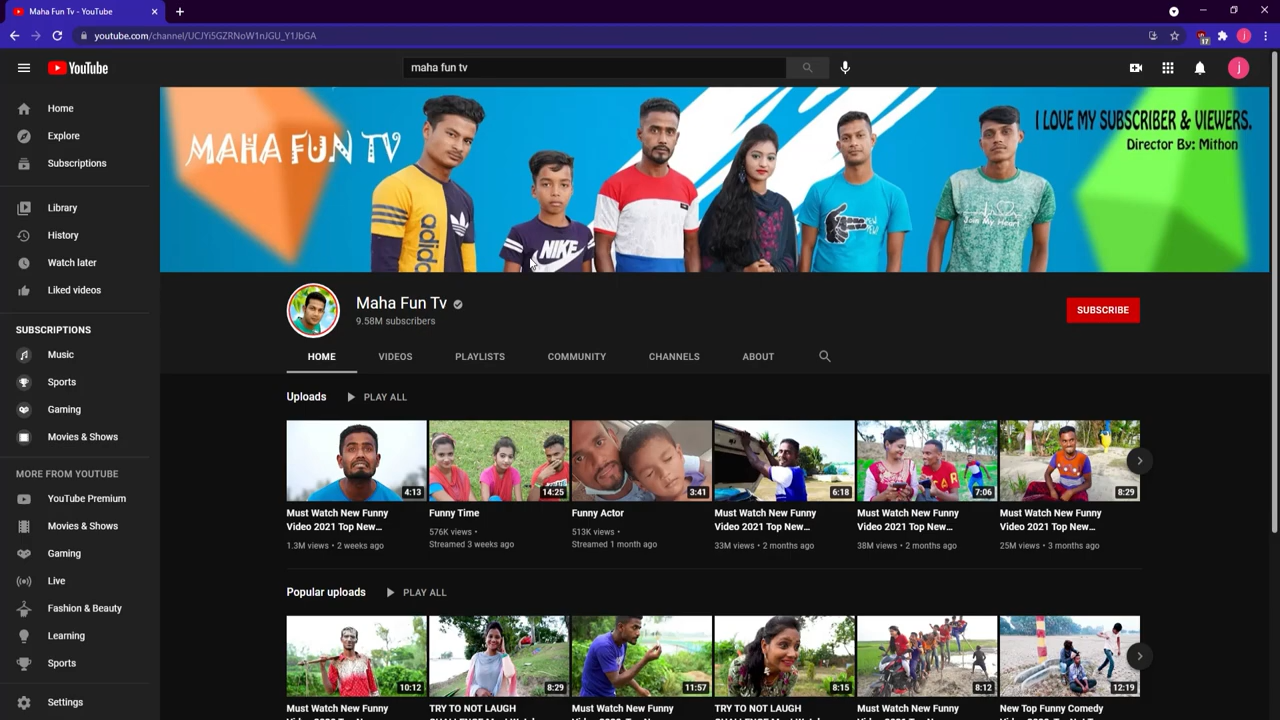 Maha Fun Tv - YouTube
youtube.com/channel/UCJYi5GZRNoW1nJGU_Y1JbGA
17
j
YouTube
maha fun tv
j
Home
Explore
Subscriptions
Library
History
Watch later
Liked videos
SUBSCRIPTIONS
Music
Sports
Gaming
Movies & Shows
MORE FROM YOUTUBE
YouTube Premium
Movies & Shows
Gaming
Live
Fashion & Beauty
Learning
Sports
Settings
MAHA FUN TV
I LOVE MY SUBSCRIBER & VIEWERS.
Director By: Mithon
adidas
NIKE
PEW PEW!
Join My Heart
Maha Fun Tv
9.58M subscribers
SUBSCRIBE
HOME
VIDEOS
PLAYLISTS
COMMUNITY
CHANNELS
ABOUT
Uploads
PLAY ALL
4:13
14:25
3:41
6:18
7:06
8:29
Must Watch New Funny
Video 2021 Top New...
1.3M views • 2 weeks ago
Funny Time
576K views •
Streamed 3 weeks ago
Funny Actor
513K views •
Streamed 1 month ago
Must Watch New Funny
Video 2021 Top New...
33M views • 2 months ago
Must Watch New Funny
Video 2021 Top New...
38M views • 2 months ago
Must Watch New Funny
Video 2021 Top New...
25M views • 3 months ago
Popular uploads
PLAY ALL
10:12
8:29
11:57
8:15
8:12
12:19
Must Watch New Funny
TRY TO NOT LAUGH
Must Watch New Funny
TRY TO NOT LAUGH
Must Watch New Funny
New Top Funny Comedy